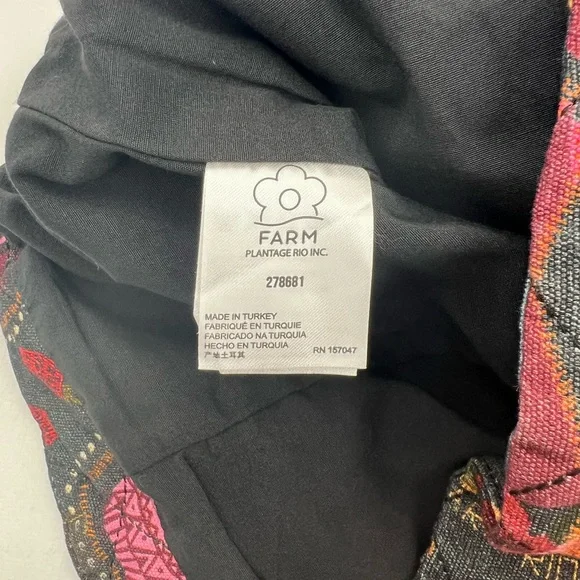 FARM
PLANTAGE RIO INC.
278681
MADE IN TURKEY
FABRIQUÉ EN TURQUIE
FABRICADO NA TURQUIA
HECHO EN TURQUIA
产地土耳其
RN 157047